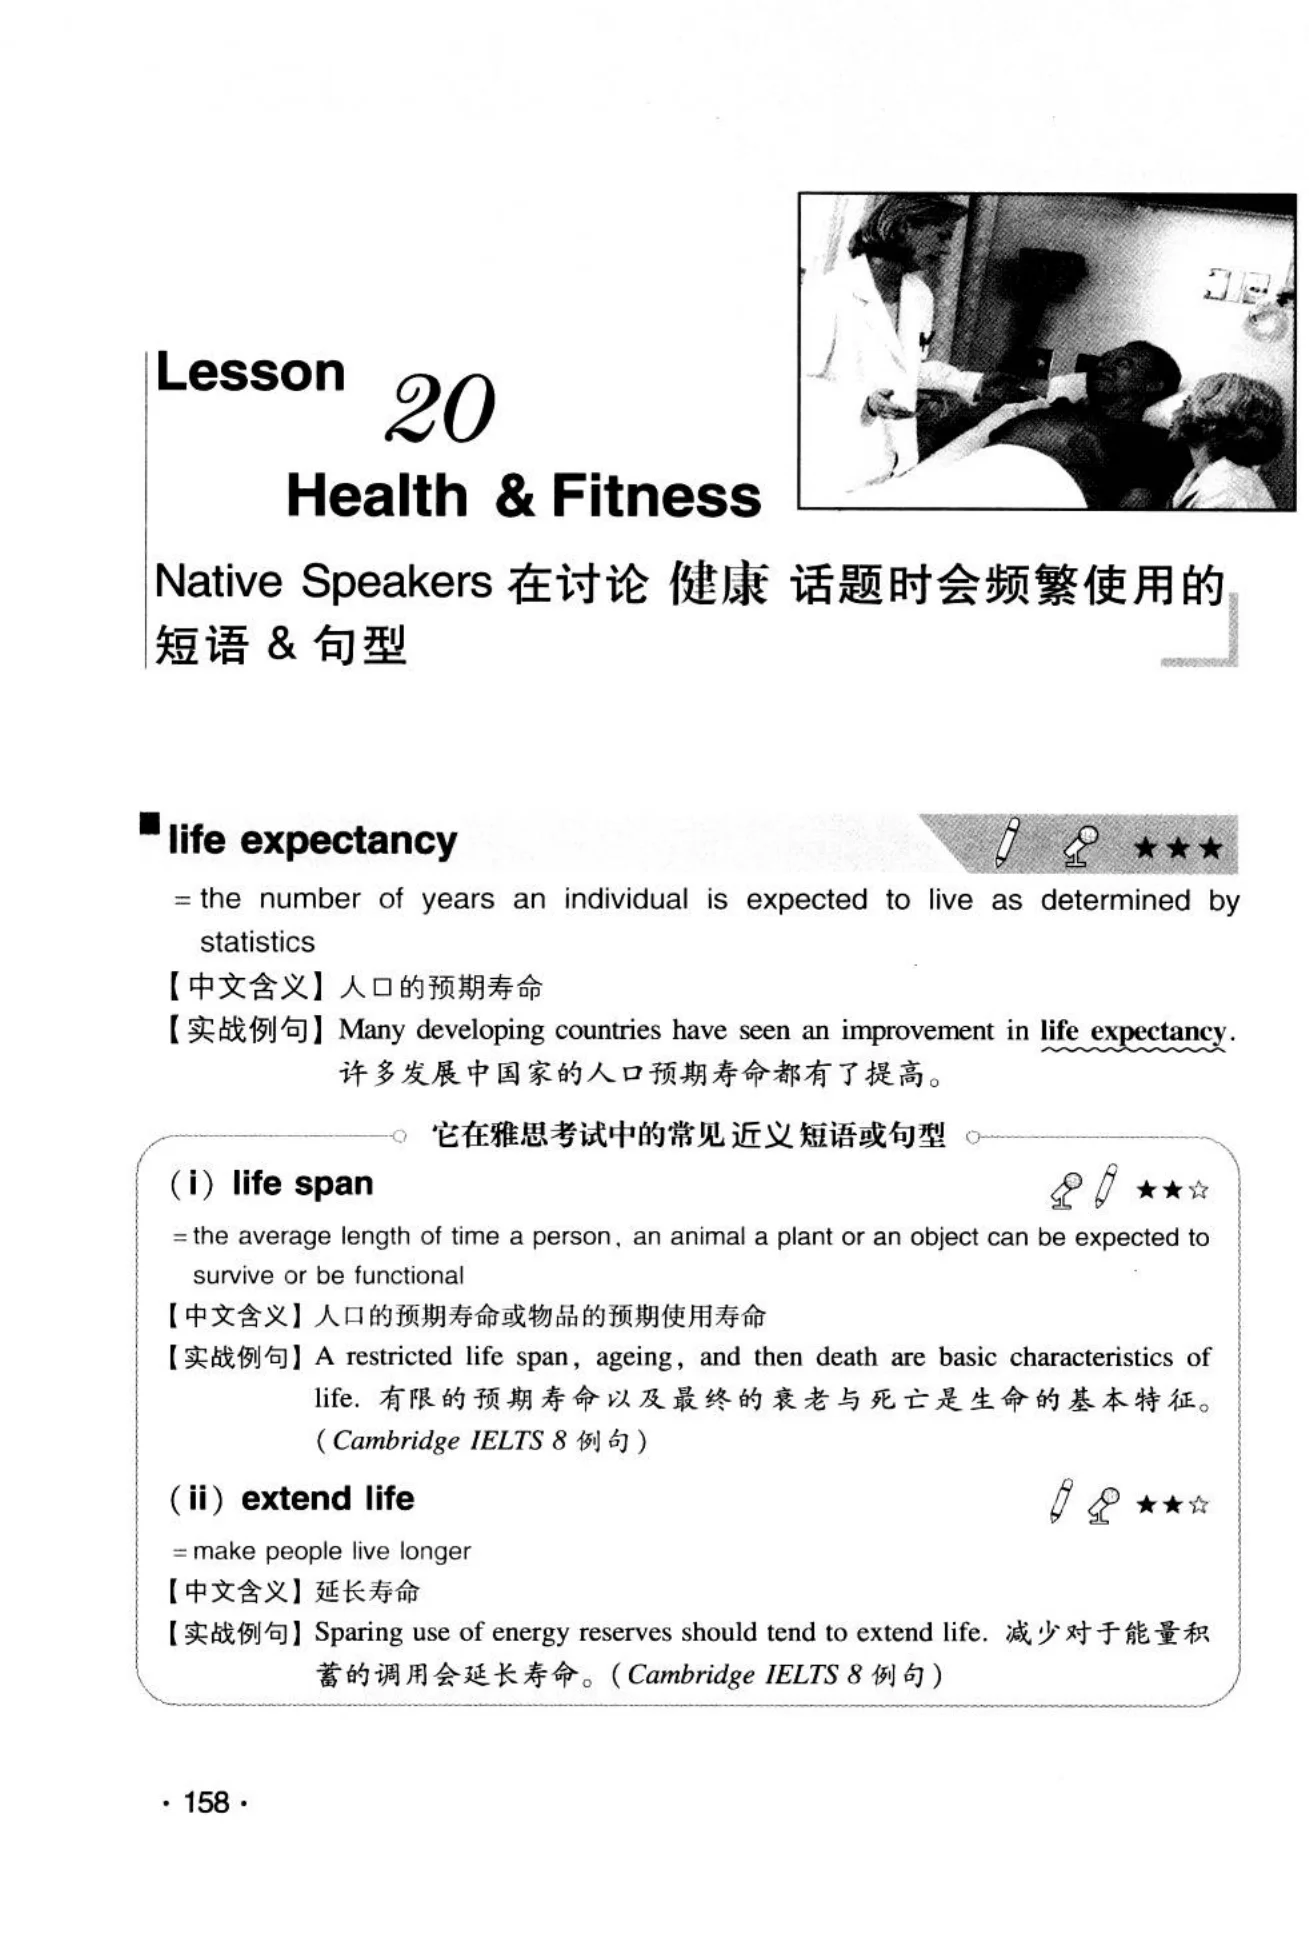 Lesson 20
Health & Fitness
Native Speakers 在讨论 健康 话题时会频繁使用的
短语 & 句型
life expectancy ★★★
= the number of years an individual is expected to live as determined by
statistics
【中文含义】人口的预期寿命
【实战例句】Many developing countries have seen an improvement in life expectancy.
许多发展中国家的人口预期寿命都有了提高。
它在雅思考试中的常见近义短语或句型
(i) life span ★★☆
= the average length of time a person, an animal a plant or an object can be expected to
survive or be functional
【中文含义】人口的预期寿命或物品的预期使用寿命
【实战例句】A restricted life span, ageing, and then death are basic characteristics of
life. 有限的预期寿命以及最终的衰老与死亡是生命的基本特征。
(Cambridge IELTS 8 例句)
(ii) extend life ★★☆
= make people live longer
【中文含义】延长寿命
【实战例句】Sparing use of energy reserves should tend to extend life. 减少对于能量积
蓄的调用会延长寿命。(Cambridge IELTS 8 例句)
· 158 ·